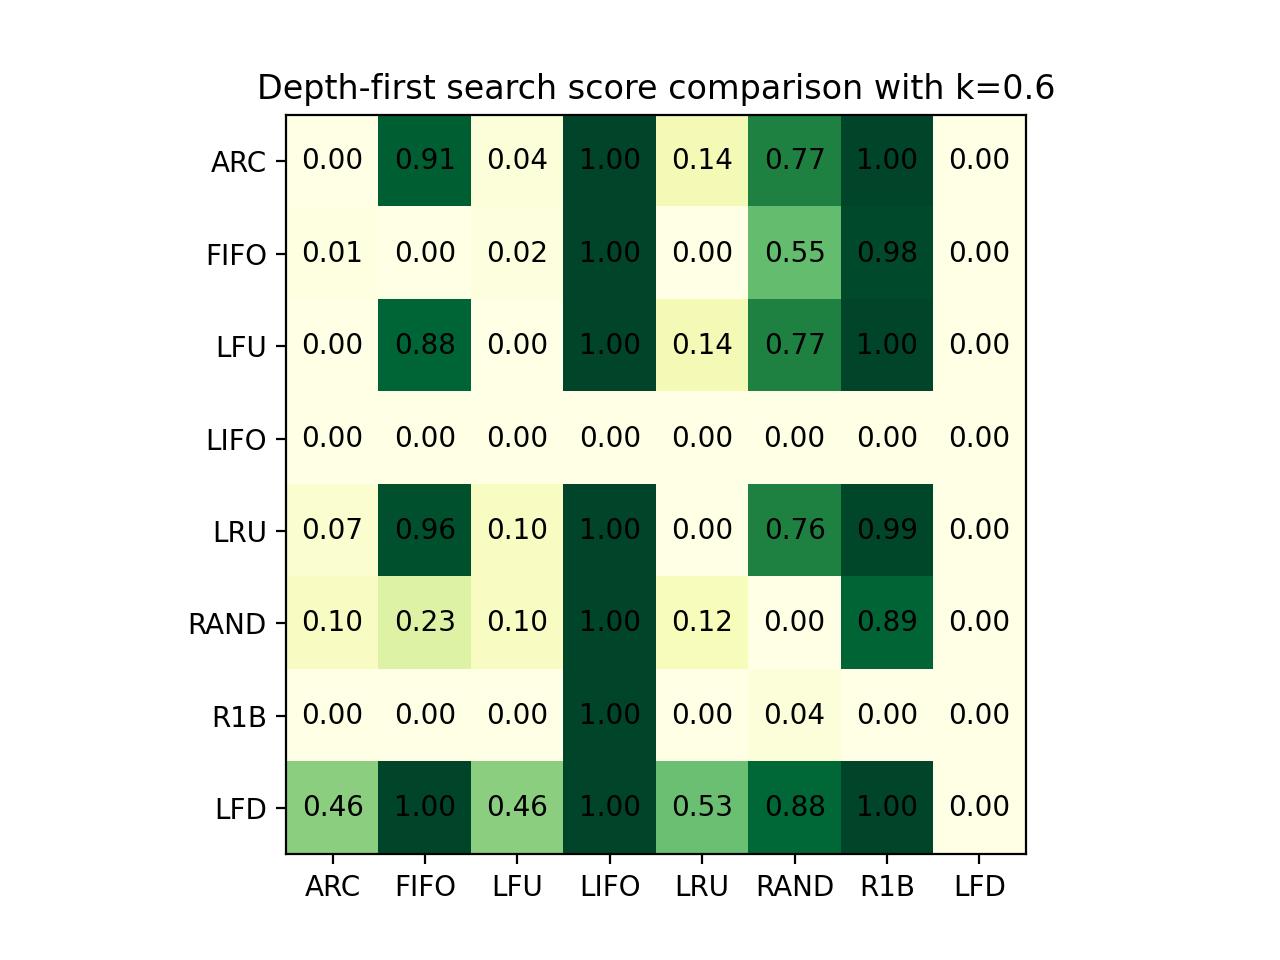 Depth-first search score comparison with k=0.6
ARC 0.00 0.91 0.04 1.00 0.14 0.77 1.00 0.00
FIFO 0.01 0.00 0.02 1.00 0.00 0.55 0.98 0.00
LFU 0.00 0.88 0.00 1.00 0.14 0.77 1.00 0.00
LIFO 0.00 0.00 0.00 0.00 0.00 0.00 0.00 0.00
LRU 0.07 0.96 0.10 1.00 0.00 0.76 0.99 0.00
RAND 0.10 0.23 0.10 1.00 0.12 0.00 0.89 0.00
R1B 0.00 0.00 0.00 1.00 0.00 0.04 0.00 0.00
LFD 0.46 1.00 0.46 1.00 0.53 0.88 1.00 0.00
ARC FIFO LFU LIFO LRU RAND R1B LFD